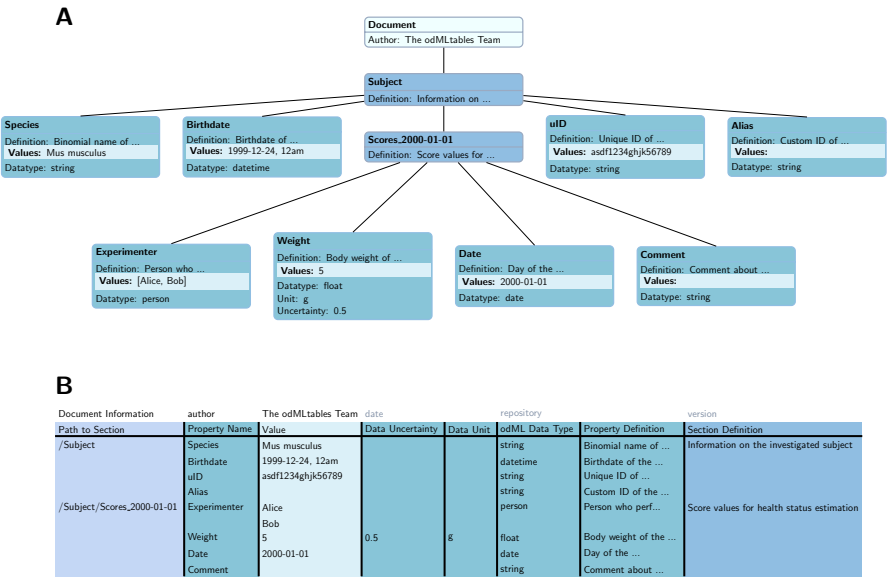 A
Document
Author: The odMLtables Team
Subject
Definition: Information on ...
Species
Definition: Binomial name of ...
Values: Mus musculus
Datatype: string
Birthdate
Definition: Birthdate of ...
Values: 1999-12-24, 12am
Datatype: datetime
Scores_2000-01-01
Definition: Score values for ...
uID
Definition: Unique ID of ...
Values: asdf1234ghjk56789
Datatype: string
Alias
Definition: Custom ID of ...
Values:
Datatype: string
Experimenter
Definition: Person who ...
Values: [Alice, Bob]
Datatype: person
Weight
Definition: Body weight of ...
Values: 5
Datatype: float
Unit: g
Uncertainty: 0.5
Date
Definition: Day of the ...
Values: 2000-01-01
Datatype: date
Comment
Definition: Comment about ...
Values:
Datatype: string
B
Document Information author The odMLtables Team date repository version
Path to Section Property Name Value Data Uncertainty Data Unit odML Data Type Property Definition Section Definition
/Subject Species Mus musculus string Binomial name of ... Information on the investigated subject
Birthdate 1999-12-24, 12am datetime Birthdate of the ...
uID asdf1234ghjk56789 string Unique ID of ...
Alias string Custom ID of the ...
/Subject/Scores_2000-01-01 Experimenter Alice person Person who perf... Score values for health status estimation
Bob
Weight 5 0.5 g float Body weight of the ...
Date 2000-01-01 date Day of the ...
Comment string Comment about ...